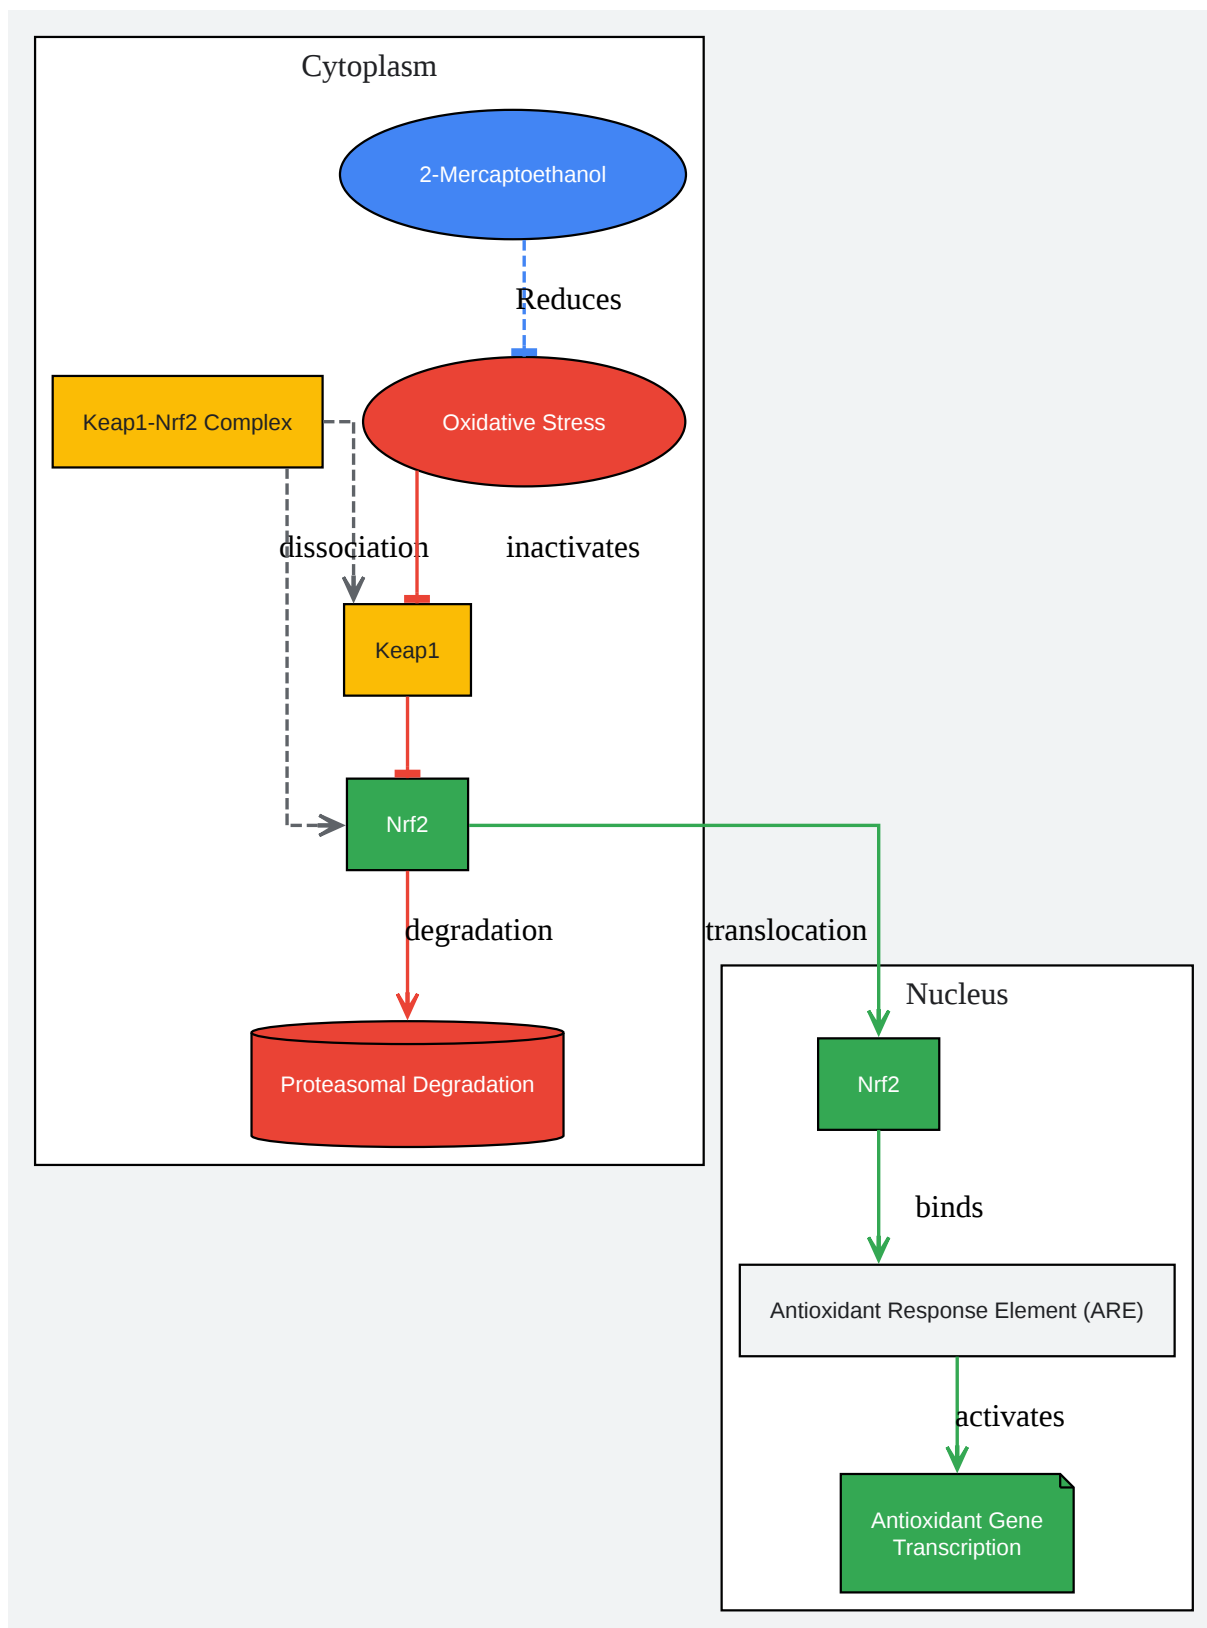 Cytoplasm
2-Mercaptoethanol
Reduces
Keap1-Nrf2 Complex
Oxidative Stress
dissociation
inactivates
Keap1
Nrf2
degradation
translocation
Nucleus
Proteasomal Degradation
Nrf2
binds
Antioxidant Response Element (ARE)
activates
Antioxidant Gene
Transcription